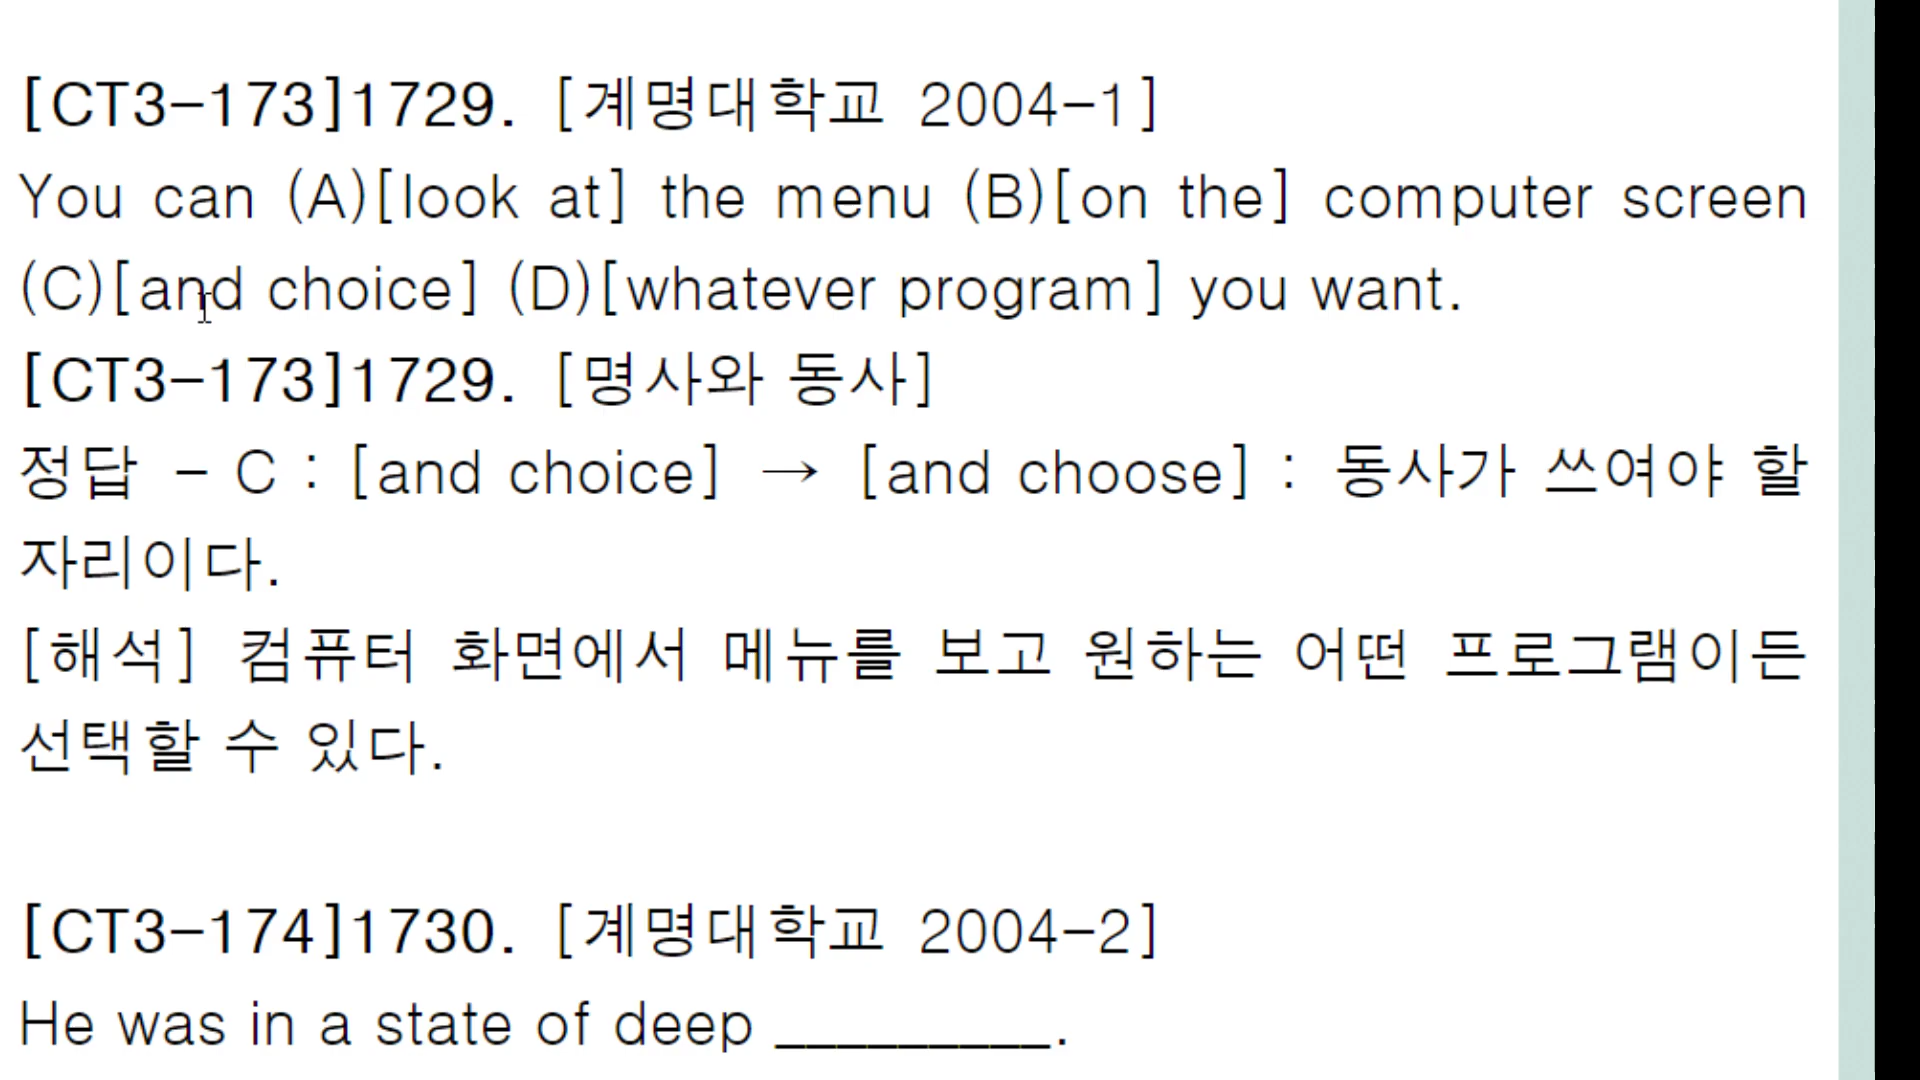 [CT3-173]1729. [계명대학교 2004-1]
You can (A)[look at] the menu (B)[on the] computer screen
(C)[and choice] (D)[whatever program] you want.
[CT3-173]1729. [명사와 동사]
정답 - C : [and choice] → [and choose] : 동사가 쓰여야 할
자리이다.
[해석] 컴퓨터 화면에서 메뉴를 보고 원하는 어떤 프로그램이든
선택할 수 있다.
[CT3-174]1730. [계명대학교 2004-2]
He was in a state of deep _________.